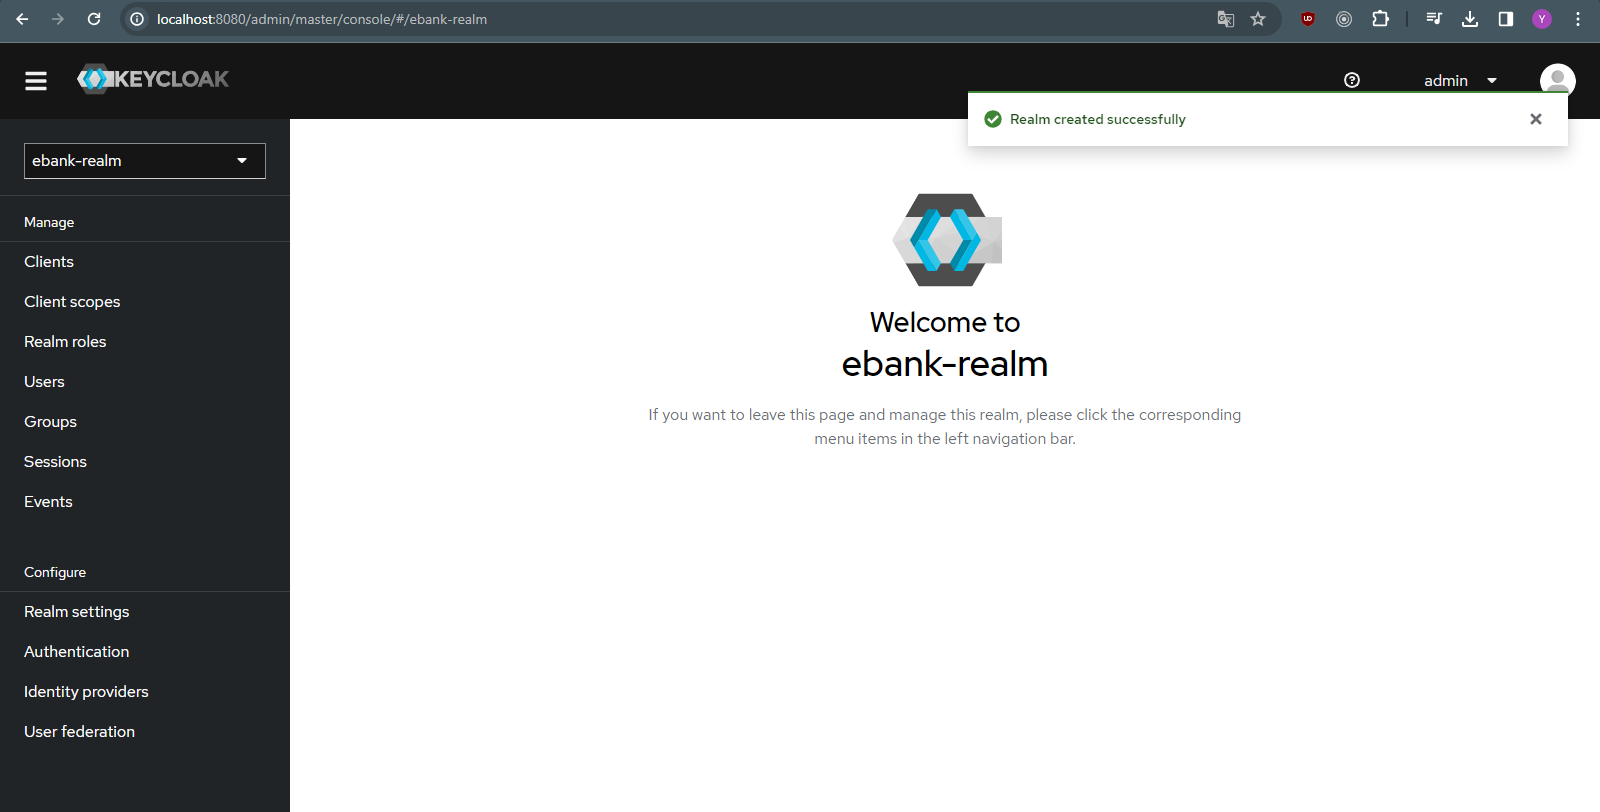 localhost:8080/admin/master/console/#/ebank-realm
Y
KEYCLOAK
admin
Realm created successfully
ebank-realm
Manage
Clients
Client scopes
Realm roles
Users
Groups
Sessions
Events
Configure
Realm settings
Authentication
Identity providers
User federation
Welcome to
ebank-realm
If you want to leave this page and manage this realm, please click the corresponding
menu items in the left navigation bar.